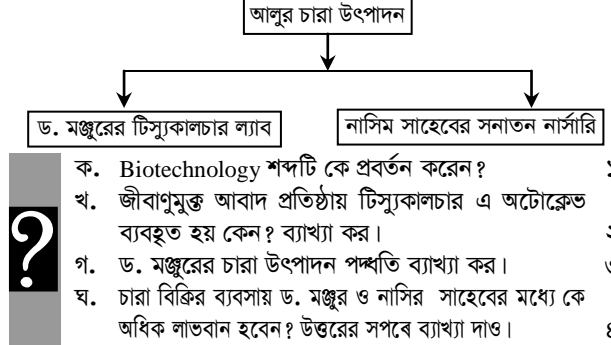 আলুর চারা উৎপাদন
ড. মঞ্জুরের টিস্যুকালচার ল্যাব
নাসিম সাহেবের সনাতন নার্সারি
?
ক. Biotechnology শব্দটি কে প্রবর্তন করেন?
খ. জীবাণুমুক্ত আবাদ প্রতিষ্ঠায় টিস্যুকালচার এ অটোক্লেভ
ব্যবহৃত হয় কেন? ব্যাখ্যা কর।
গ. ড. মঞ্জুরের চারা উৎপাদন পদ্ধতি ব্যাখ্যা কর।
ঘ. চারা বিক্রির ব্যবসায় ড. মঞ্জুর ও নাসির সাহেবের মধ্যে কে
অধিক লাভবান হবেন? উত্তরের সপৰে ব্যাখ্যা দাও।